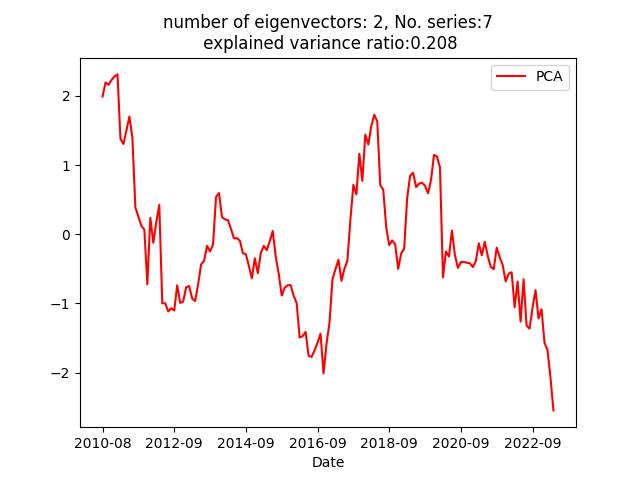 number of eigenvectors: 2, No. series:7
explained variance ratio:0.208
PCA
2
1
0
−1
−2
2010-08 2012-09 2014-09 2016-09 2018-09 2020-09 2022-09
Date